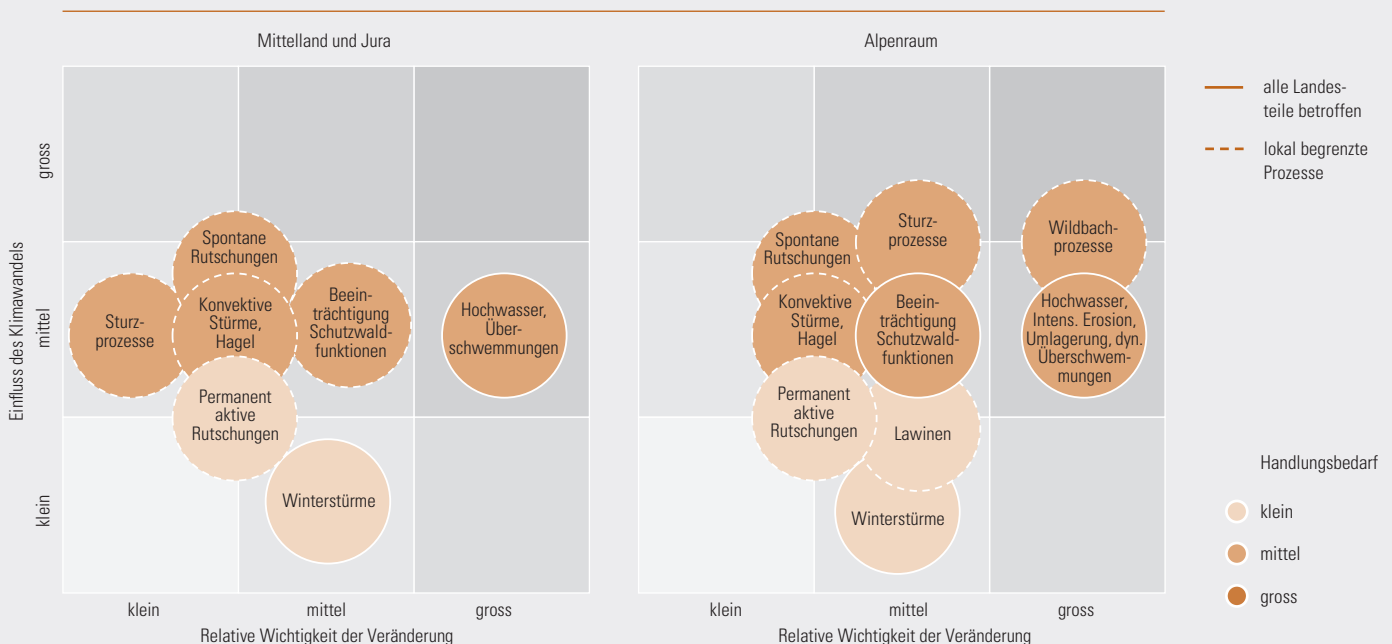 Mittelland und Jura
Alpenraum
alle Landes-
teile betroffen
lokal begrenzte
Prozesse
Einfluss des Klimawandels
gross
mittel
klein
Spontane
Rutschungen
Sturz-
prozesse
Konvektive
Stürme,
Hagel
Beein-
trächtigung
Schutzwald-
funktionen
Hochwasser,
Über-
schwemmungen
Permanent
aktive
Rutschungen
Winterstürme
klein
mittel
gross
Relative Wichtigkeit der Veränderung
Spontane
Rutschungen
Sturz-
prozesse
Wildbach-
prozesse
Konvektive
Stürme,
Hagel
Beein-
trächtigung
Schutzwald-
funktionen
Hochwasser,
Intens. Erosion,
Umlagerung, dyn.
Überschwem-
mungen
Permanent
aktive
Rutschungen
Lawinen
Winterstürme
klein
mittel
gross
Relative Wichtigkeit der Veränderung
Handlungsbedarf
klein
mittel
gross